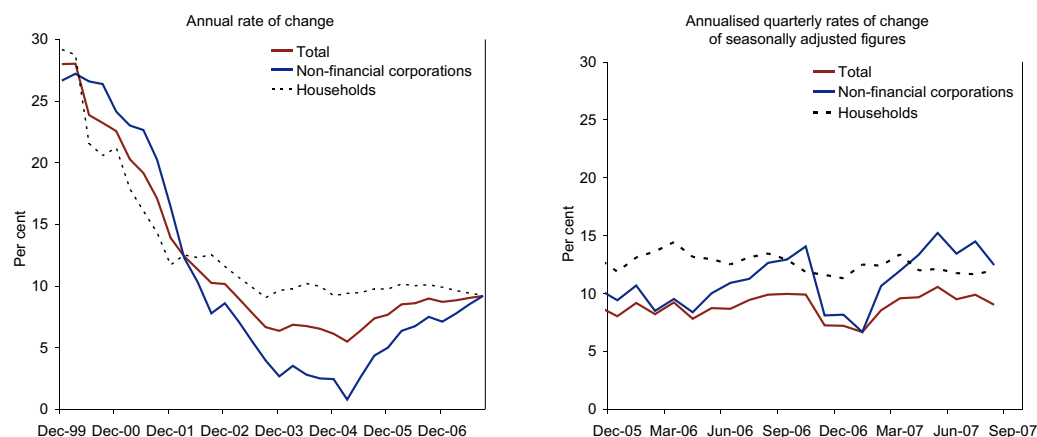 Annual rate of change
Total
Non-financial corporations
Households
Per cent
30
25
20
15
10
5
0
Dec-99 Dec-00 Dec-01 Dec-02 Dec-03 Dec-04 Dec-05 Dec-06
Annualised quarterly rates of change
of seasonally adjusted figures
Total
Non-financial corporations
Households
Per cent
30
25
20
15
10
5
0
Dec-05 Mar-06 Jun-06 Sep-06 Dec-06 Mar-07 Jun-07 Sep-07